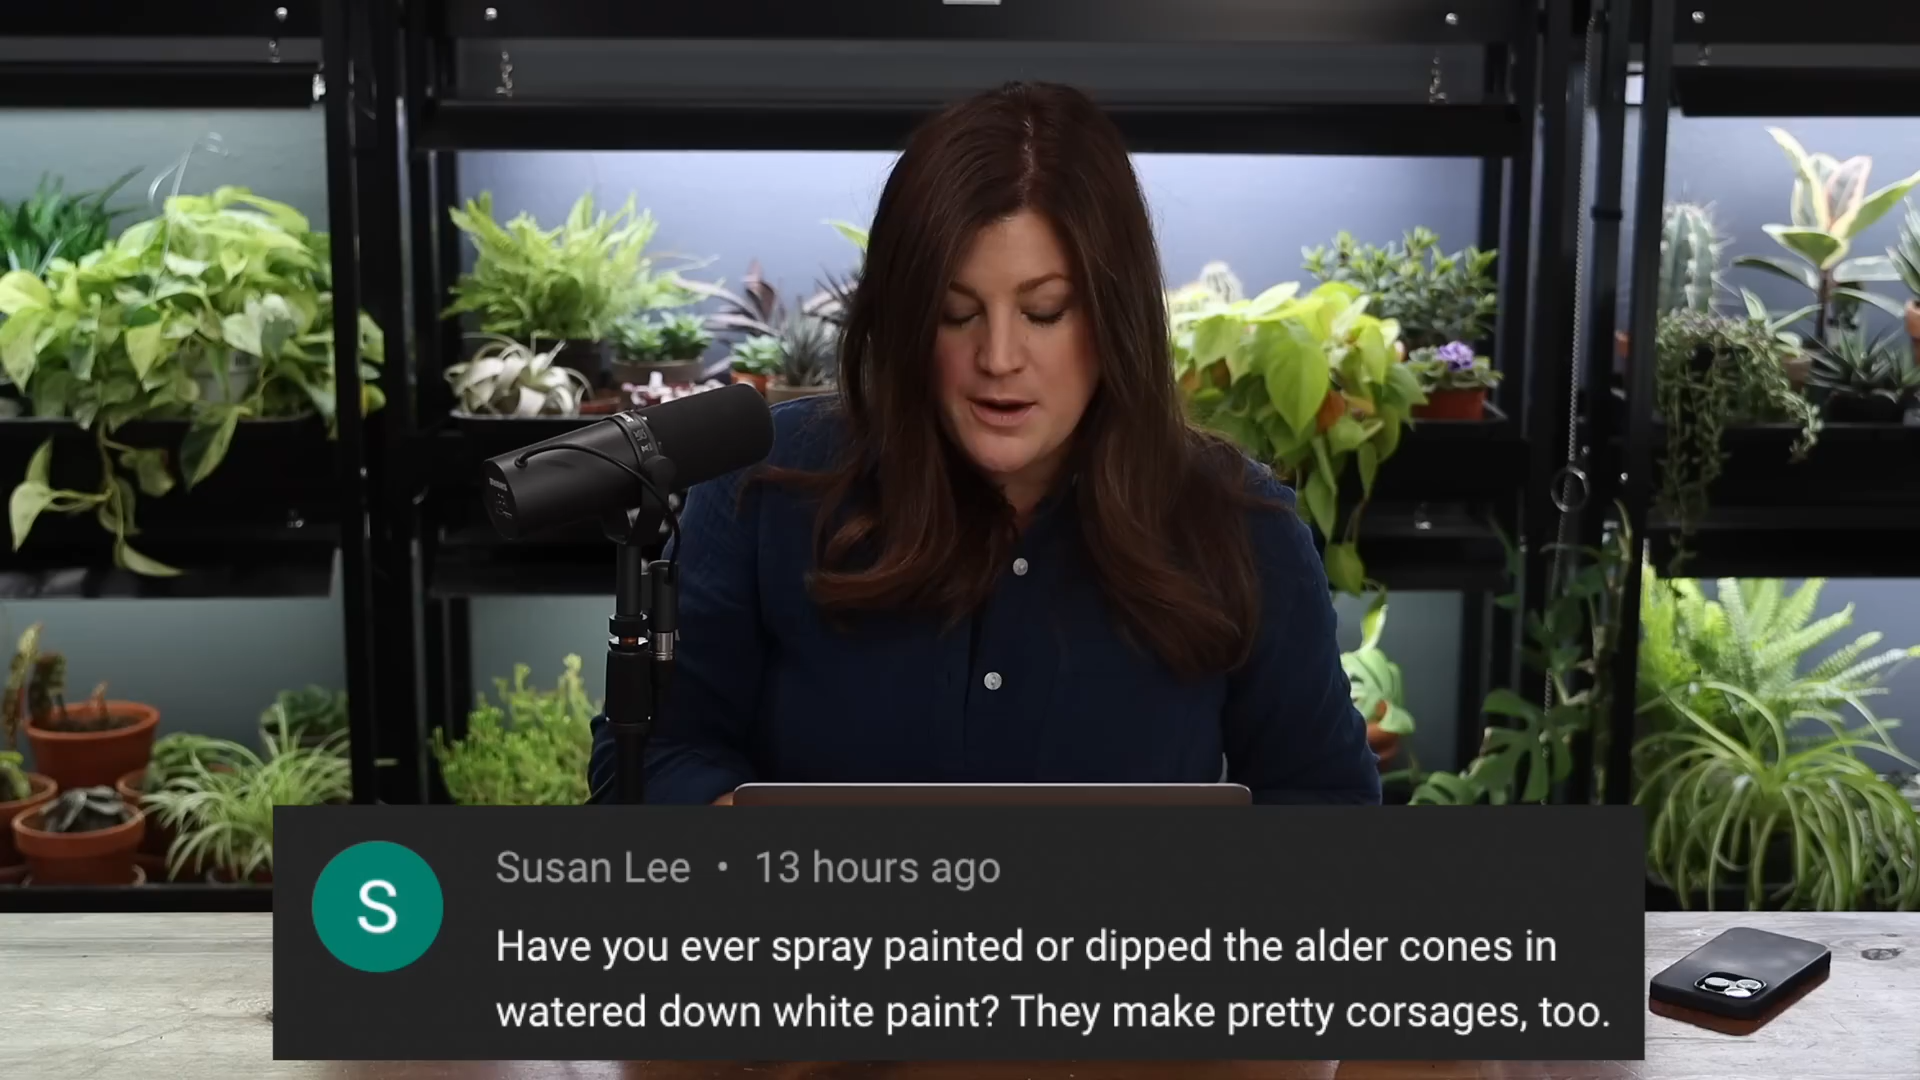 S
Susan Lee • 13 hours ago
Have you ever spray painted or dipped the alder cones in
watered down white paint? They make pretty corsages, too.